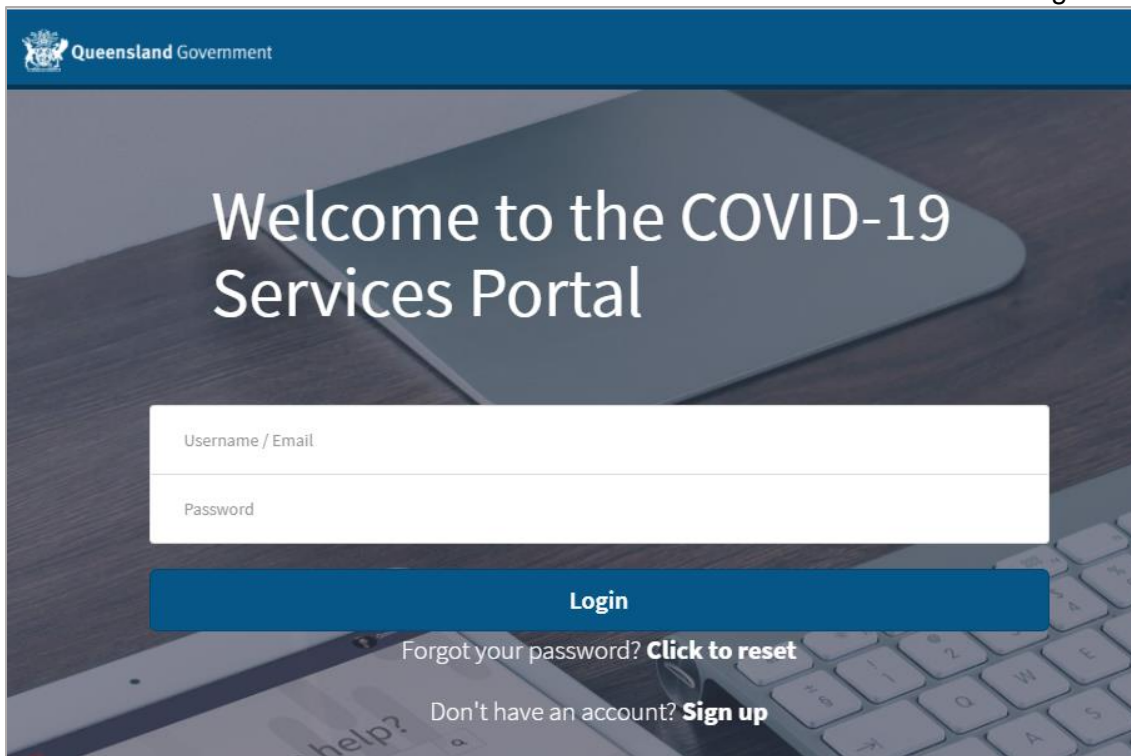 Queensland Government
Welcome to the COVID-19
Services Portal
Username / Email
Password
Login
Forgot your password? Click to reset
Don't have an account? Sign up
help?